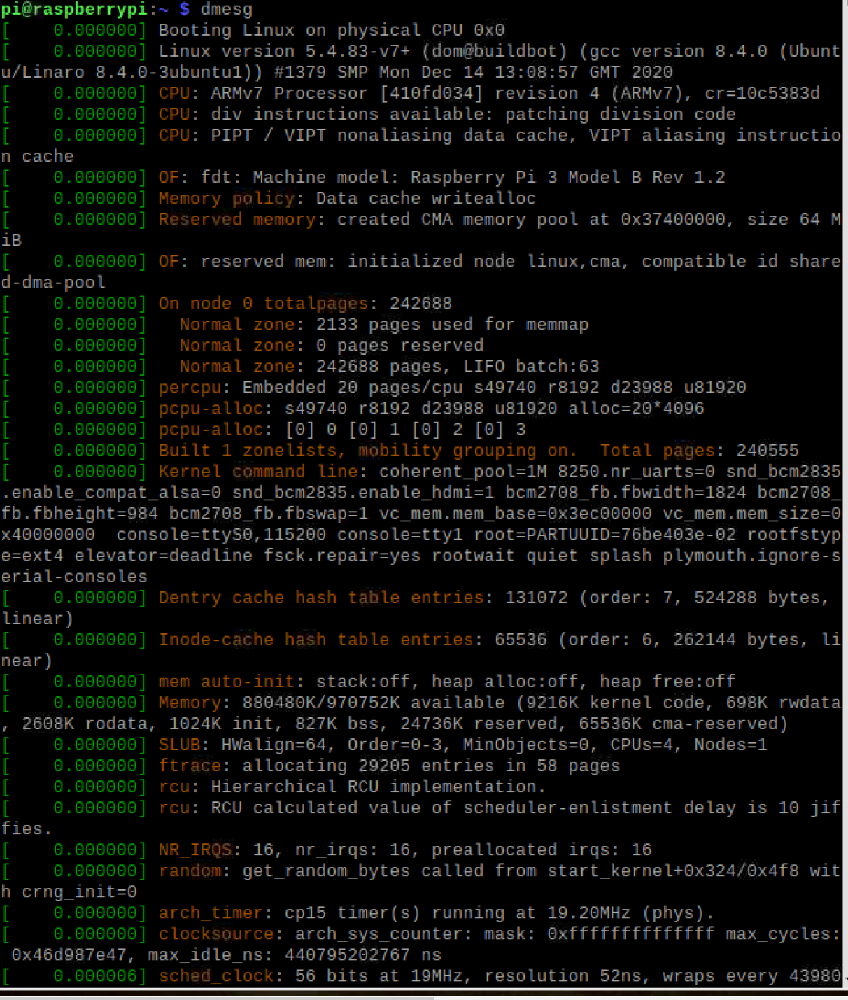 pi@raspberrypi:~ $ dmesg
[    0.000000] Booting Linux on physical CPU 0x0
[    0.000000] Linux version 5.4.83-v7+ (dom@buildbot) (gcc version 8.4.0 (Ubunt
u/Linaro 8.4.0-3ubuntu1)) #1379 SMP Mon Dec 14 13:08:57 GMT 2020
[    0.000000] CPU: ARMv7 Processor [410fd034] revision 4 (ARMv7), cr=10c5383d
[    0.000000] CPU: div instructions available: patching division code
[    0.000000] CPU: PIPT / VIPT nonaliasing data cache, VIPT aliasing instructio
n cache
[    0.000000] OF: fdt: Machine model: Raspberry Pi 3 Model B Rev 1.2
[    0.000000] Memory policy: Data cache writealloc
[    0.000000] Reserved memory: created CMA memory pool at 0x37400000, size 64 M
iB
[    0.000000] OF: reserved mem: initialized node linux,cma, compatible id share
d-dma-pool
[    0.000000] On node 0 totalpages: 242688
[    0.000000]   Normal zone: 2133 pages used for memmap
[    0.000000]   Normal zone: 0 pages reserved
[    0.000000]   Normal zone: 242688 pages, LIFO batch:63
[    0.000000] percpu: Embedded 20 pages/cpu s49740 r8192 d23988 u81920
[    0.000000] pcpu-alloc: s49740 r8192 d23988 u81920 alloc=20*4096
[    0.000000] pcpu-alloc: [0] 0 [0] 1 [0] 2 [0] 3
[    0.000000] Built 1 zonelists, mobility grouping on.  Total pages: 240555
[    0.000000] Kernel command line: coherent_pool=1M 8250.nr_uarts=0 snd_bcm2835
.enable_compat_alsa=0 snd_bcm2835.enable_hdmi=1 bcm2708_fb.fbwidth=1824 bcm2708_
fb.fbheight=984 bcm2708_fb.fbswap=1 vc_mem.mem_base=0x3ec00000 vc_mem.mem_size=0
x40000000  console=ttyS0,115200 console=tty1 root=PARTUUID=76be403e-02 rootfstyp
e=ext4 elevator=deadline fsck.repair=yes rootwait quiet splash plymouth.ignore-s
erial-consoles
[    0.000000] Dentry cache hash table entries: 131072 (order: 7, 524288 bytes,
linear)
[    0.000000] Inode-cache hash table entries: 65536 (order: 6, 262144 bytes, li
near)
[    0.000000] mem auto-init: stack:off, heap alloc:off, heap free:off
[    0.000000] Memory: 880480K/970752K available (9216K kernel code, 698K rwdata
, 2608K rodata, 1024K init, 827K bss, 24736K reserved, 65536K cma-reserved)
[    0.000000] SLUB: HWalign=64, Order=0-3, MinObjects=0, CPUs=4, Nodes=1
[    0.000000] ftrace: allocating 29205 entries in 58 pages
[    0.000000] rcu: Hierarchical RCU implementation.
[    0.000000] rcu: RCU calculated value of scheduler-enlistment delay is 10 jif
fies.
[    0.000000] NR_IRQS: 16, nr_irqs: 16, preallocated irqs: 16
[    0.000000] random: get_random_bytes called from start_kernel+0x324/0x4f8 wit
h crng_init=0
[    0.000000] arch_timer: cp15 timer(s) running at 19.20MHz (phys).
[    0.000000] clocksource: arch_sys_counter: mask: 0xffffffffffffff max_cycles:
 0x46d987e47, max_idle_ns: 440795202767 ns
[    0.000006] sched_clock: 56 bits at 19MHz, resolution 52ns, wraps every 43980